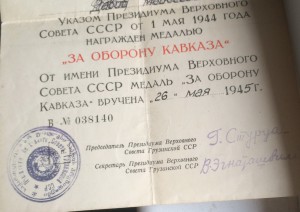 Указом Президиума Верховного
Совета СССР от 1 мая 1944 года
награжден медалью
„ЗА ОБОРОНУ КАВКАЗА“
От имени Президиума Верховного
Совета СССР медаль „За оборону
Кавказа“ вручена „26“ мая 1945 г.
В № 038140
Председатель Президиума Верховного
Совета Грузинской ССР
Секретарь Президиума Верховного
Совета Грузинской ССР